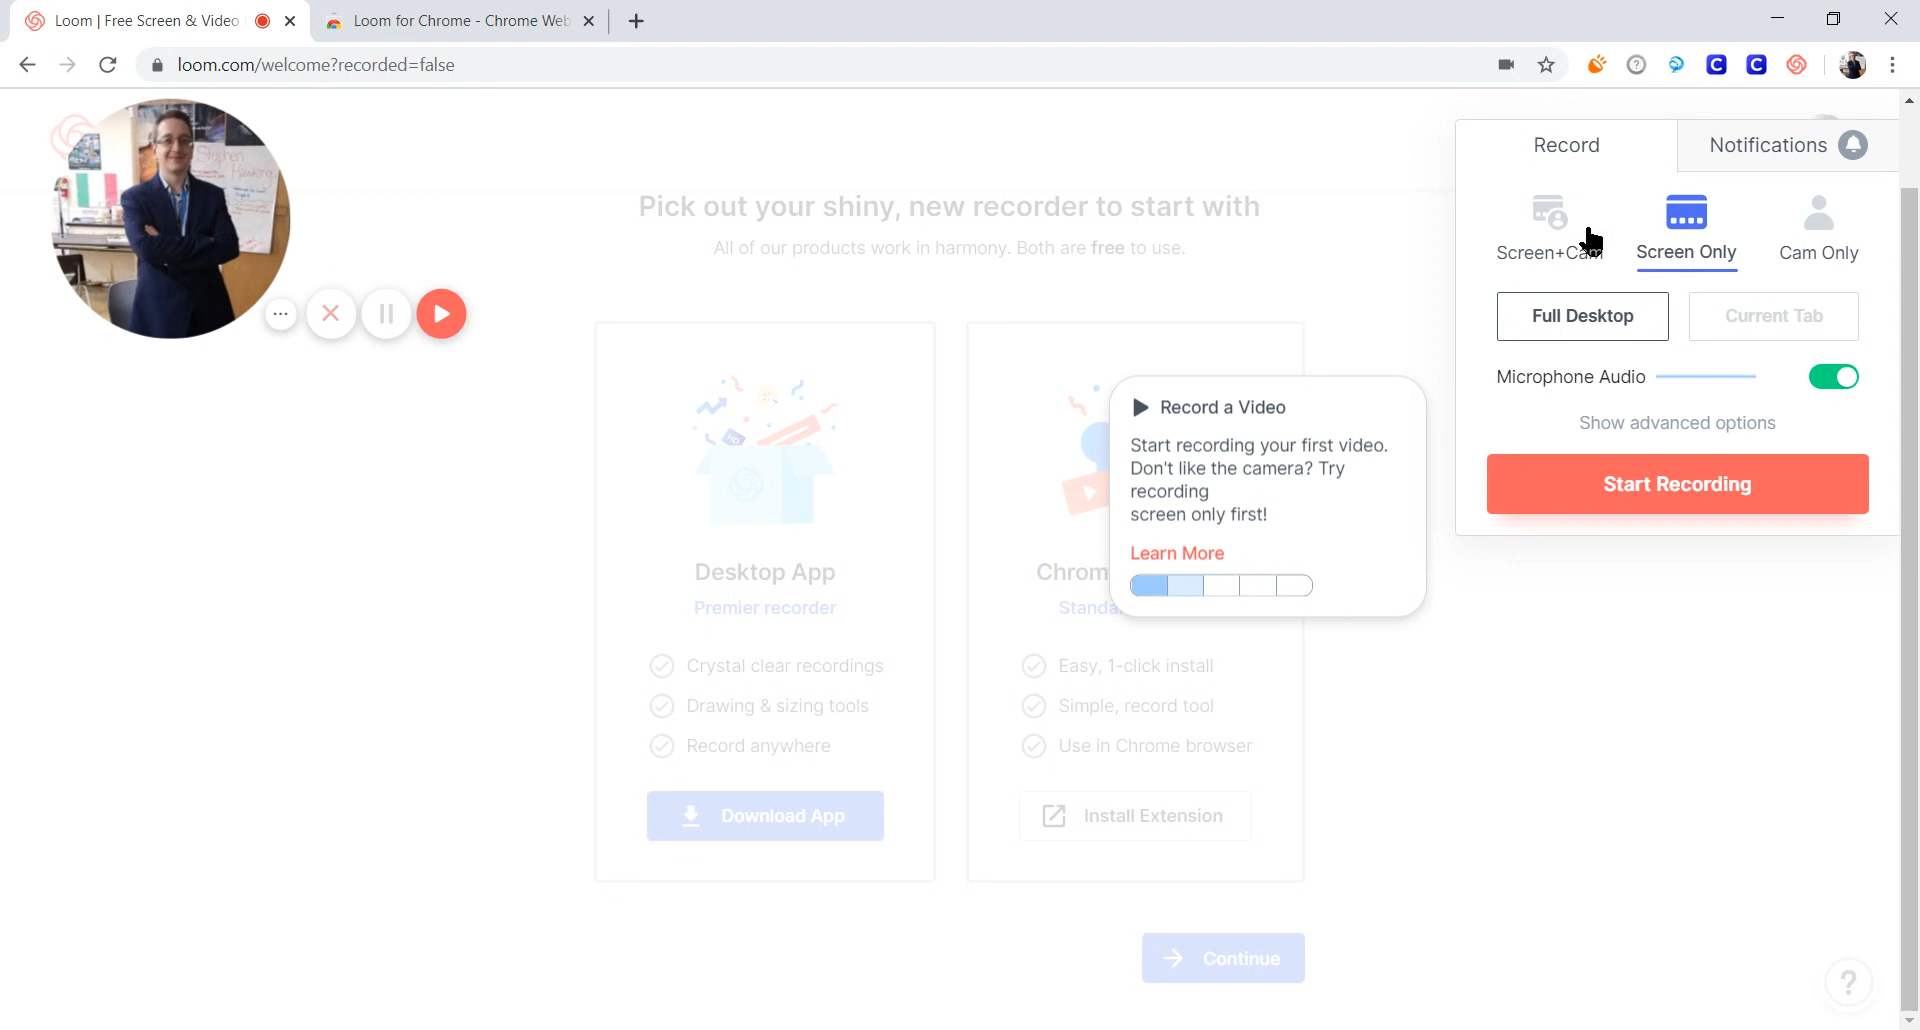 Loom | Free Screen & Video
Loom for Chrome - Chrome Web
loom.com/welcome?recorded=false
Stephen
Hawking
Record
Notifications
Pick out your shiny, new recorder to start with
All of our products work in harmony. Both are free to use.
Screen+Cam
Screen Only
Cam Only
Full Desktop
Current Tab
Microphone Audio
Show advanced options
Start Recording
Record a Video
Start recording your first video.
Don't like the camera? Try
recording
screen only first!
Learn More
HD
Desktop App
Premier recorder
Crystal clear recordings
Drawing & sizing tools
Record anywhere
Download App
Chrom
Standa
Easy, 1-click install
Simple, record tool
Use in Chrome browser
Install Extension
Continue